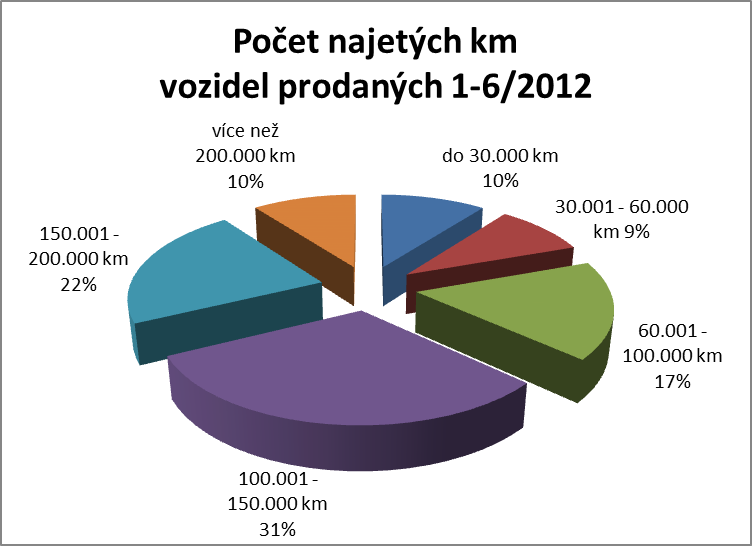 Počet najetých km
vozidel prodaných 1-6/2012
více než
200.000 km
10%
do 30.000 km
10%
30.001 - 60.000
km 9%
150.001 -
200.000 km
22%
60.001 -
100.000 km
17%
100.001 -
150.000 km
31%